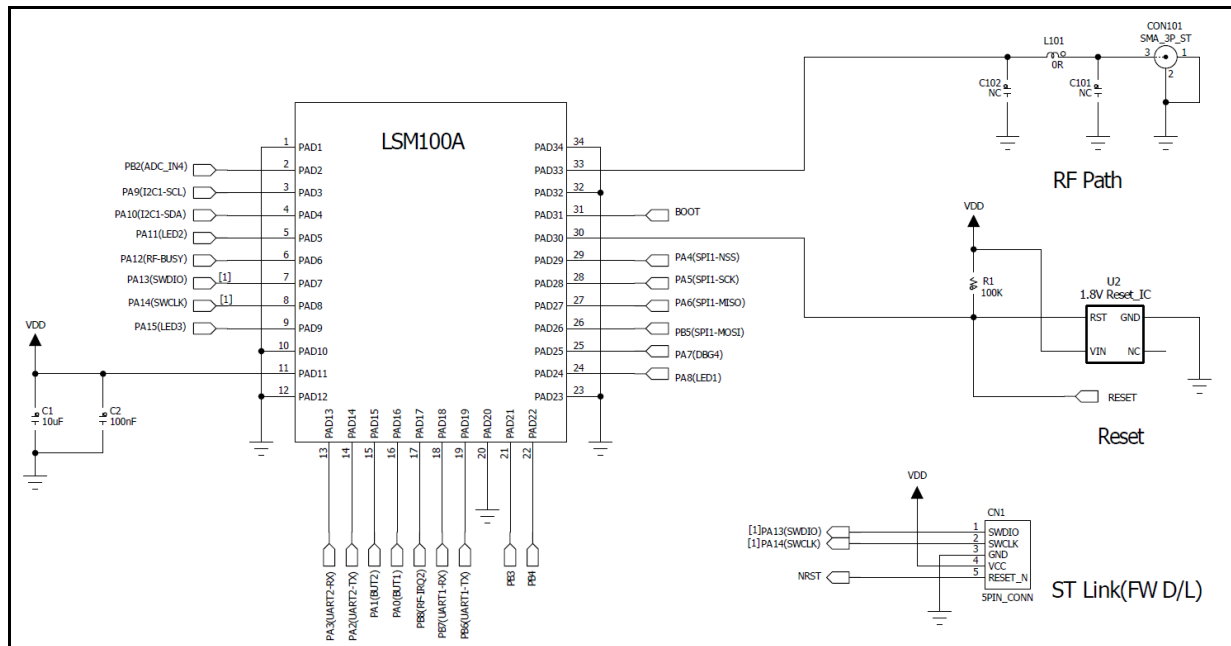 CON101
SMA_3P_ST
L101
0R
3
1
2
C102
NC
C101
NC
RF Path
LSM100A
1 PAD1
PB2(ADC_IN4) 2 PAD2
PA9(I2C1-SCL) 3 PAD3
PA10(I2C1-SDA) 4 PAD4
PA11(LED2) 5 PAD5
PA12(RF-BUSY) 6 PAD6
PA13(SWDIO) [1] 7 PAD7
PA14(SWCLK) [1] 8 PAD8
PA15(LED3) 9 PAD9
10 PAD10
VDD
11 PAD11
12 PAD12
C1
10uF
C2
100nF
PAD34 34
PAD33 33
PAD32 32
PAD31 31 BOOT
PAD30 30
PAD29 29 PA4(SPI1-NSS)
PAD28 28 PA5(SPI1-SCK)
PAD27 27 PA6(SPI1-MISO)
PAD26 26 PB5(SPI1-MOSI)
PAD25 25 PA7(DBG4)
PAD24 24 PA8(LED1)
PAD23 23
PAD13 13 PA3(UART2-RX)
PAD14 14 PA2(UART2-TX)
PAD15 15 PA1(BUT2)
PAD16 16 PA0(BUT1)
PAD17 17 PB8(RF-IRQ2)
PAD18 18 PB7(UART1-RX)
PAD19 19 PB6(UART1-TX)
PAD20 20
PAD21 21 PB3
PAD22 22 PB4
VDD
R1
100K
U2
1.8V Reset_IC
RST GND
VIN NC
RESET
Reset
VDD
CN1
[1]PA13(SWDIO) 1 SWDIO
[1]PA14(SWCLK) 2 SWCLK
3 GND
4 VCC
NRST 5 RESET_N
5PIN_CONN
ST Link(FW D/L)